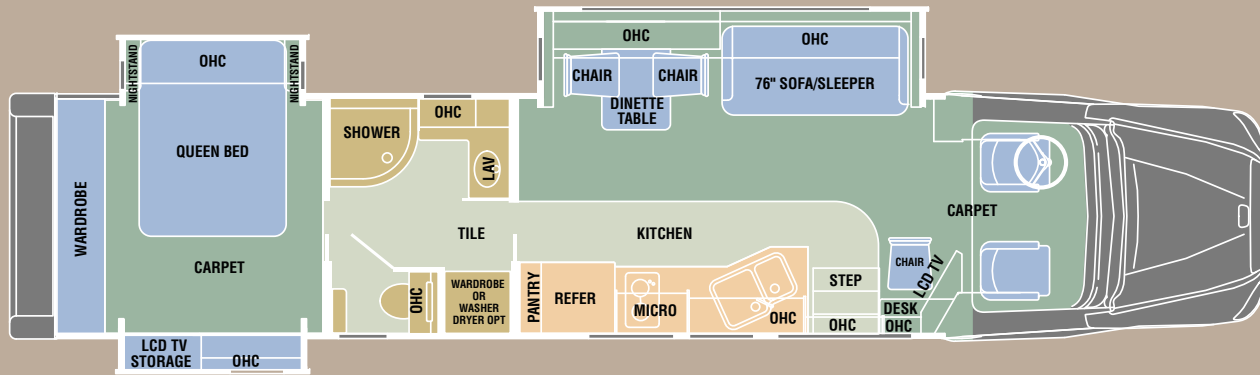 NIGHTSTAND
OHC
NIGHTSTAND
QUEEN BED
WARDROBE
CARPET
LCD TV
STORAGE
OHC
SHOWER
OHC
LAV
TILE
OHC
WARDROBE
OR
WASHER
DRYER OPT
OHC
CHAIR
CHAIR
DINETTE
TABLE
OHC
76" SOFA/SLEEPER
KITCHEN
PANTRY
REFER
MICRO
OHC
STEP
OHC
CHAIR
LCD TV
DESK
OHC
CARPET